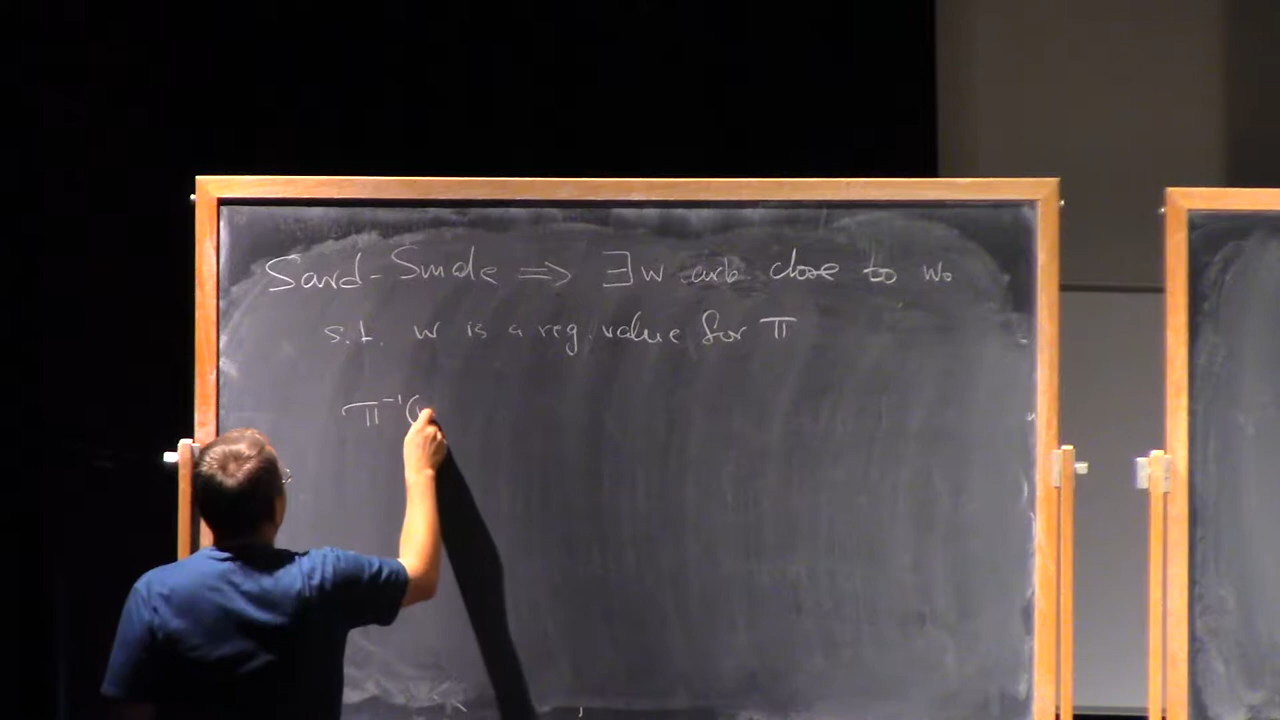 Sard-Smale ⇒ ∃w arb close to w₀
s.t. w is a reg. value for π
π⁻¹(